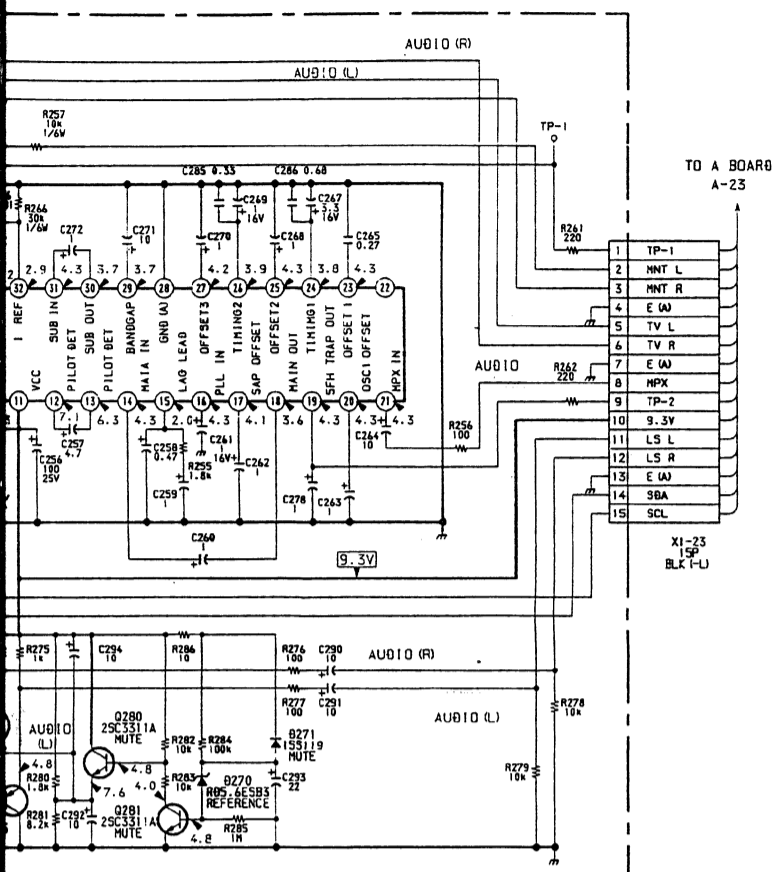 AUDIO (R)
AUDIO (L)
R257
10k
1/6W
TP-1
TO A BOARD
A-23
C285 0.33
C286 0.68
R266
30k
1/6W
C272
1
C271
10
C270
1
C269
1
16V
C268
1
C267
3.3
16V
C265
0.27
R261
220
2.9
4.3
3.7
3.7
4.2
3.9
4.3
3.8
4.3
32
31
30
29
28
27
26
25
24
23
22
I REF
SUB IN
SUB OUT
BANDGAP
GND (A)
OFFSET3
TIMING2
OFFSET2
TIMIMG1
OFFSET1
VCC
PILOT DET
PILOT DET
MAIA IN
LAG LEAD
PLL IN
SAP OFFSET
MAIN OUT
SFH TRAP OUT
OSC1 OFFSET
MPX IN
11
12
13
14
15
16
17
18
19
20
21
7.1
6.3
4.3
2.0
4.3
4.1
3.6
4.3
4.3
4.3
C256
100
25V
C257
4.7
C258
0.47
R255
1.8k
C259
1
C261
1
16V
C262
1
C278
1
C263
1
C264
10
R256
100
C260
1
9.3V
AUDIO
R262
220
1 TP-1
2 MNT L
3 MNT R
4 E (A)
5 TV L
6 TV R
7 E (A)
8 MPX
9 TP-2
10 9.3V
11 LS L
12 LS R
13 E (A)
14 SDA
15 SCL
X1-23
15P
BLK (-L)
R275
1k
C294
10
R286
10
R276
100
C290
10
AUDIO (R)
R277
100
C291
10
AUDIO (L)
R278
10k
R279
10k
AUDIO
(L)
Q280
2SC3311A
MUTE
R282
10k
R284
100k
D271
1SS119
MUTE
4.8
R280
1.8k
4.8
7.6
4.0
R283
10k
D270
RD5.6ESB3
REFERENCE
C293
22
R281
8.2k
C292
10
Q281
2SC3311A
MUTE
4.8
R285
1M